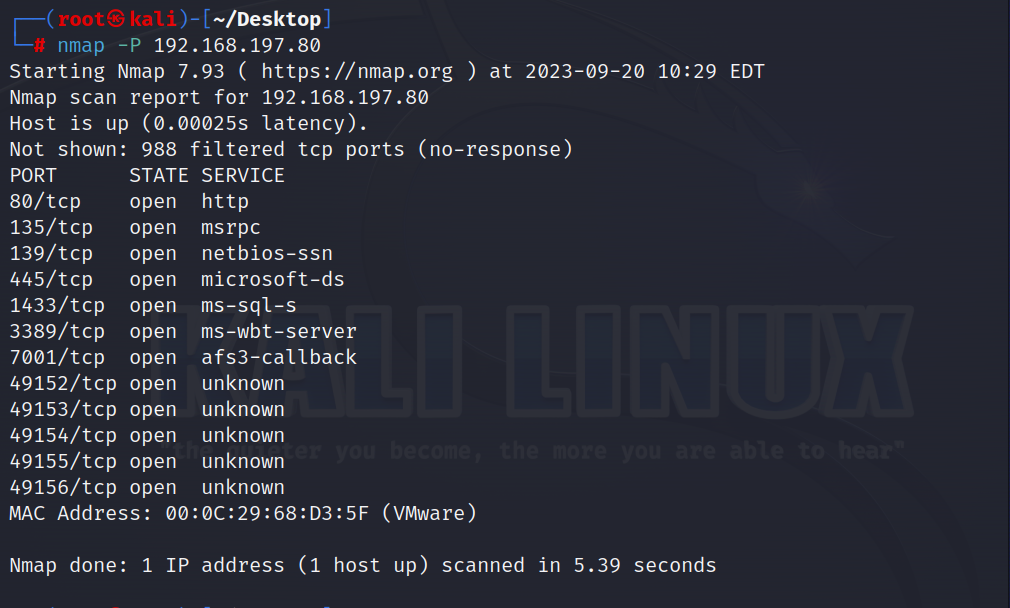 ┌──(root㉿kali)-[~/Desktop]
└─# nmap -P 192.168.197.80
Starting Nmap 7.93 ( https://nmap.org ) at 2023-09-20 10:29 EDT
Nmap scan report for 192.168.197.80
Host is up (0.00025s latency).
Not shown: 988 filtered tcp ports (no-response)
PORT      STATE SERVICE
80/tcp    open  http
135/tcp   open  msrpc
139/tcp   open  netbios-ssn
445/tcp   open  microsoft-ds
1433/tcp  open  ms-sql-s
3389/tcp  open  ms-wbt-server
7001/tcp  open  afs3-callback
49152/tcp open  unknown
49153/tcp open  unknown
49154/tcp open  unknown
49155/tcp open  unknown
49156/tcp open  unknown
MAC Address: 00:0C:29:68:D3:5F (VMware)
Nmap done: 1 IP address (1 host up) scanned in 5.39 seconds
KALI LINUX
"the quieter you become, the more you are able to hear"